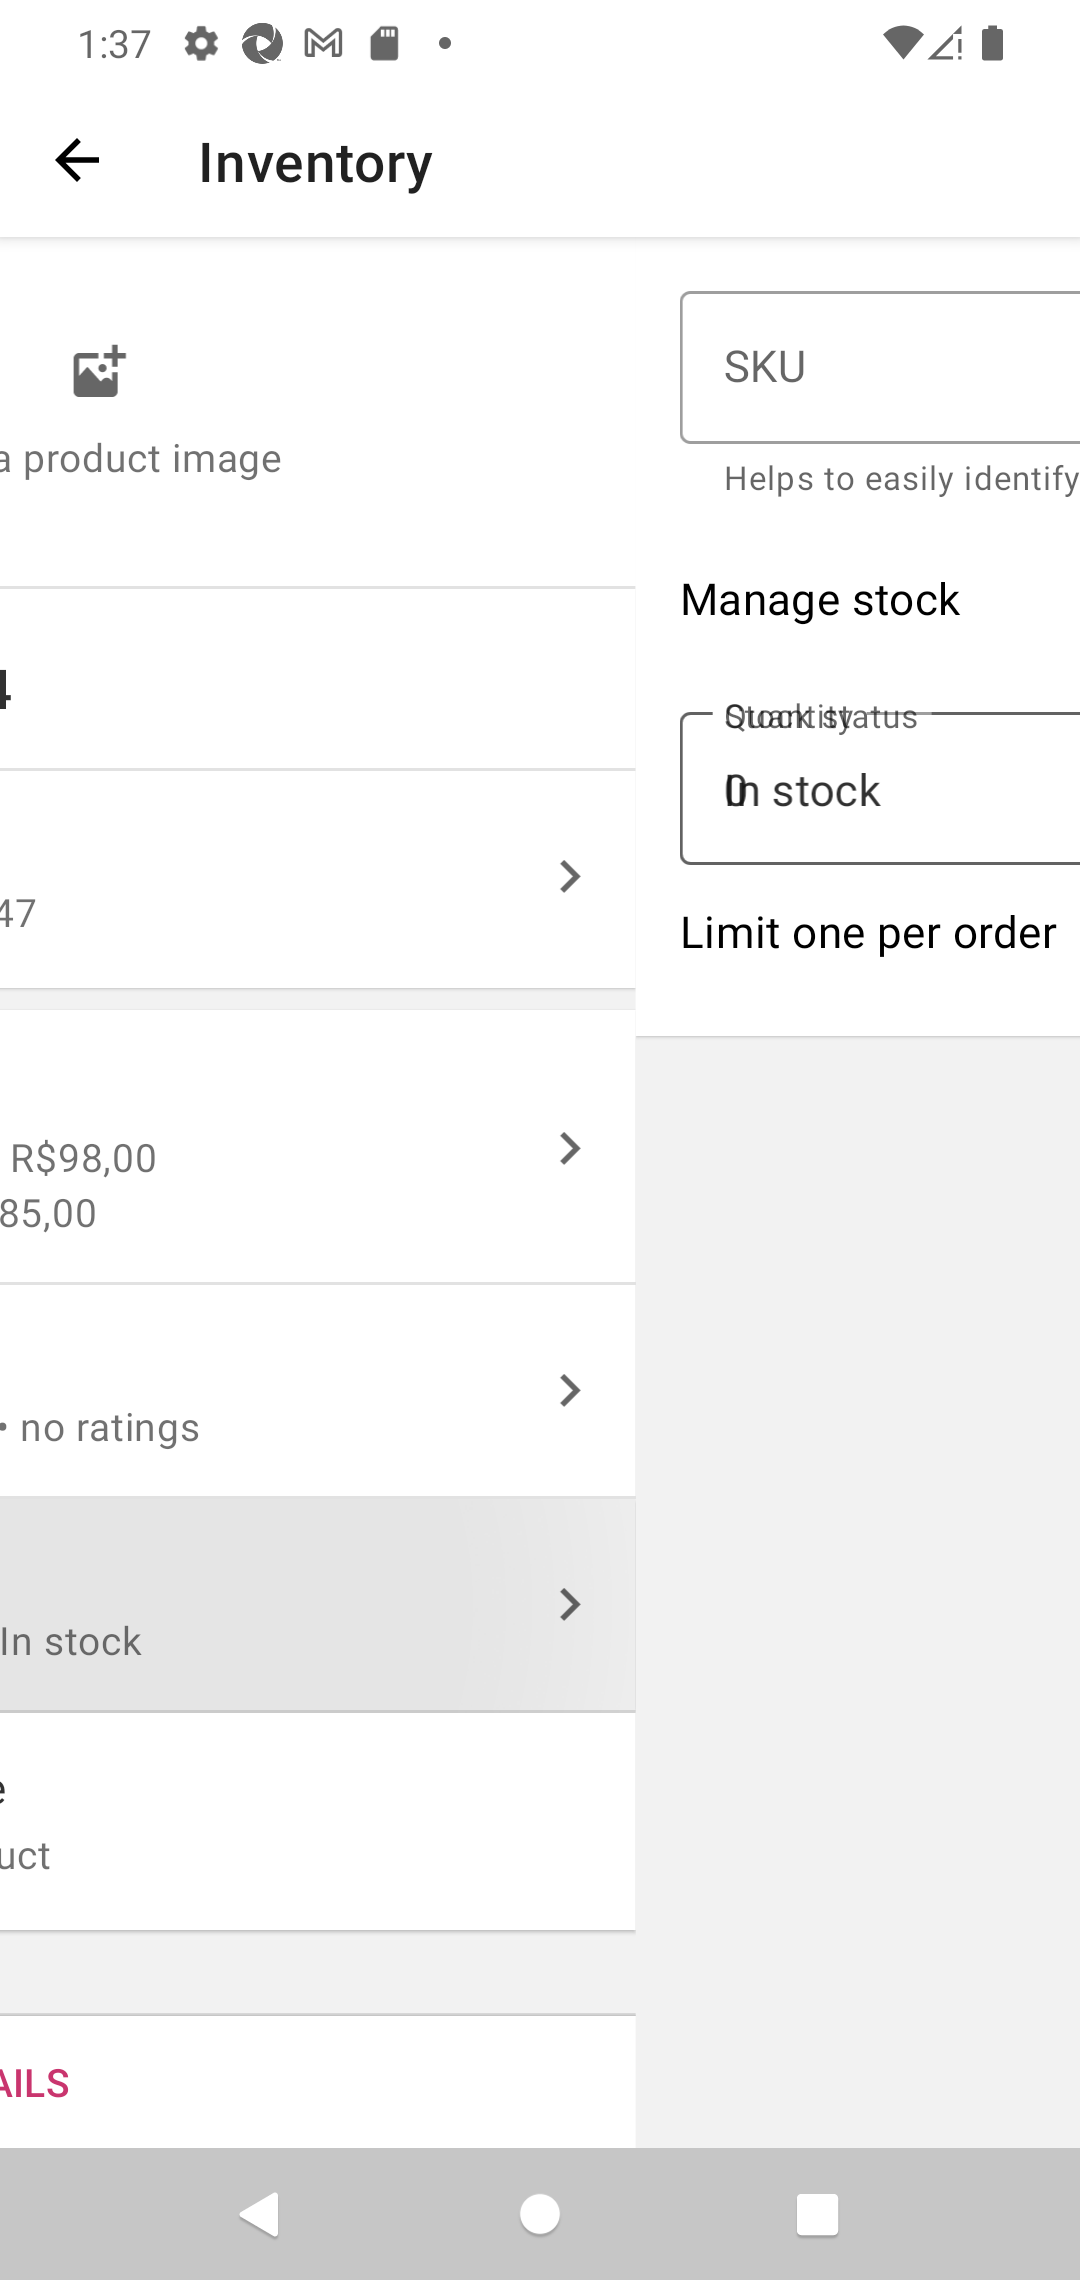 1:37
Inventory
a product image
4
47
R$98,00
85,00
• no ratings
In stock
e
uct
AILS
SKU
Helps to easily identify
Manage stock
Stock status
Quantity
In stock
0
Limit one per order